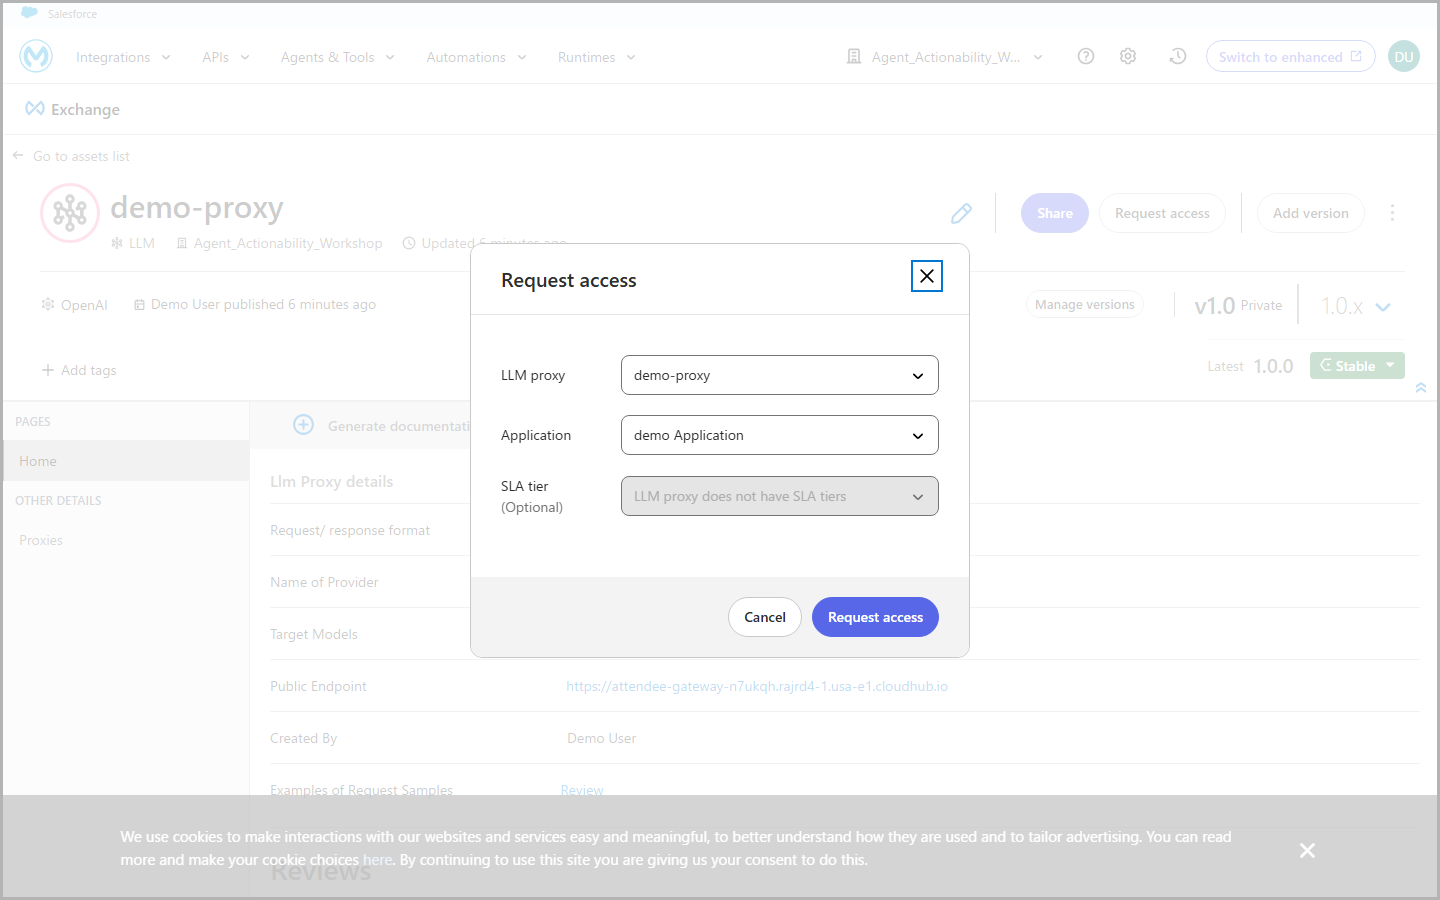 Salesforce
Integrations
APIs
Agents & Tools
Automations
Runtimes
Agent_Actionability_W...
Switch to enhanced
DU
Exchange
Go to assets list
demo-proxy
Share
Request access
Add version
LLM
Agent_Actionability_Workshop
Updated 6 minutes ago
OpenAI
Demo User published 6 minutes ago
Manage versions
v1.0 Private
1.0.x
Add tags
Latest 1.0.0
Stable
Request access
LLM proxy
demo-proxy
Application
demo Application
SLA tier
(Optional)
LLM proxy does not have SLA tiers
Cancel
Request access
PAGES
Home
OTHER DETAILS
Proxies
Generate documentati
Llm Proxy details
Request/ response format
Name of Provider
Target Models
Public Endpoint
https://attendee-gateway-n7ukqh.rajrd4-1.usa-e1.cloudhub.io
Created By
Demo User
Examples of Request Samples
Review
Reviews
We use cookies to make interactions with our websites and services easy and meaningful, to better understand how they are used and to tailor advertising. You can read
more and make your cookie choices here. By continuing to use this site you are giving us your consent to do this.